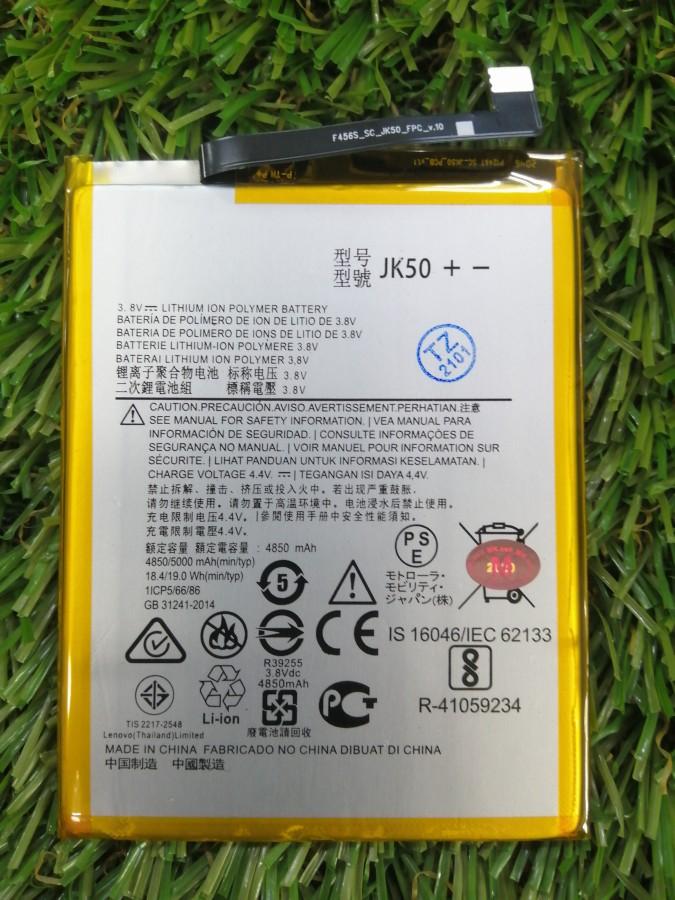 F456S_SC_JK50_FPC_v.10
型号
型號 JK50 + −
3.8V⎓ LITHIUM ION POLYMER BATTERY
BATERÍA DE POLÍMERO DE ION DE LITIO DE 3.8V
BATERIA DE POLIMERO DE IONS DE LITIO DE 3.8V
BATTERIE LITHIUM-ION POLYMERE 3.8V
BATERAI LITHIUM ION POLYMER 3,8V
锂离子聚合物电池 标称电压 3.8V
二次鋰電池組 標稱電壓 3.8V
TZ
2101
CAUTION.PRECAUCIÓN.AVISO.AVERTISSEMENT.PERHATIAN.注意
SEE MANUAL FOR SAFETY INFORMATION. | VEA MANUAL PARA
INFORMACIÓN DE SEGURIDAD. | CONSULTE INFORMAÇÕES DE
SEGURANÇA NO MANUAL. | VOIR MANUEL POUR INFORMATION SUR
SÉCURITE. | LIHAT PANDUAN UNTUK INFORMASI KESELAMATAN. |
CHARGE VOLTAGE 4.4V. ⎓ | TEGANGAN ISI DAYA 4,4V.
禁止拆解、撞击、挤压或投入火中。若出现严重鼓胀,
请勿继续使用。请勿置于高温环境中。电池浸水后禁止使用。
充电限制电压4.4V。|參閱使用手册中安全性能須知。
充電限制電壓4.4V。
额定容量 額定電容量 : 4850 mAh
4850/5000 mAh(min/typ)
18.4/19.0 Wh(min/typ)
1ICP5/66/86
GB 31241-2014
5
PS
E
モトローラ・
モビリティ・
ジャパン(株)
CE
IS 16046/IEC 62133
R39255
3.8Vdc
4850mAh
R-41059234
TIS 2217-2548
Lenovo(Thailand)Limited
Li-ion
廢電池請回收
MADE IN CHINA FABRICADO NO CHINA DIBUAT DI CHINA
中国制造 中國製造